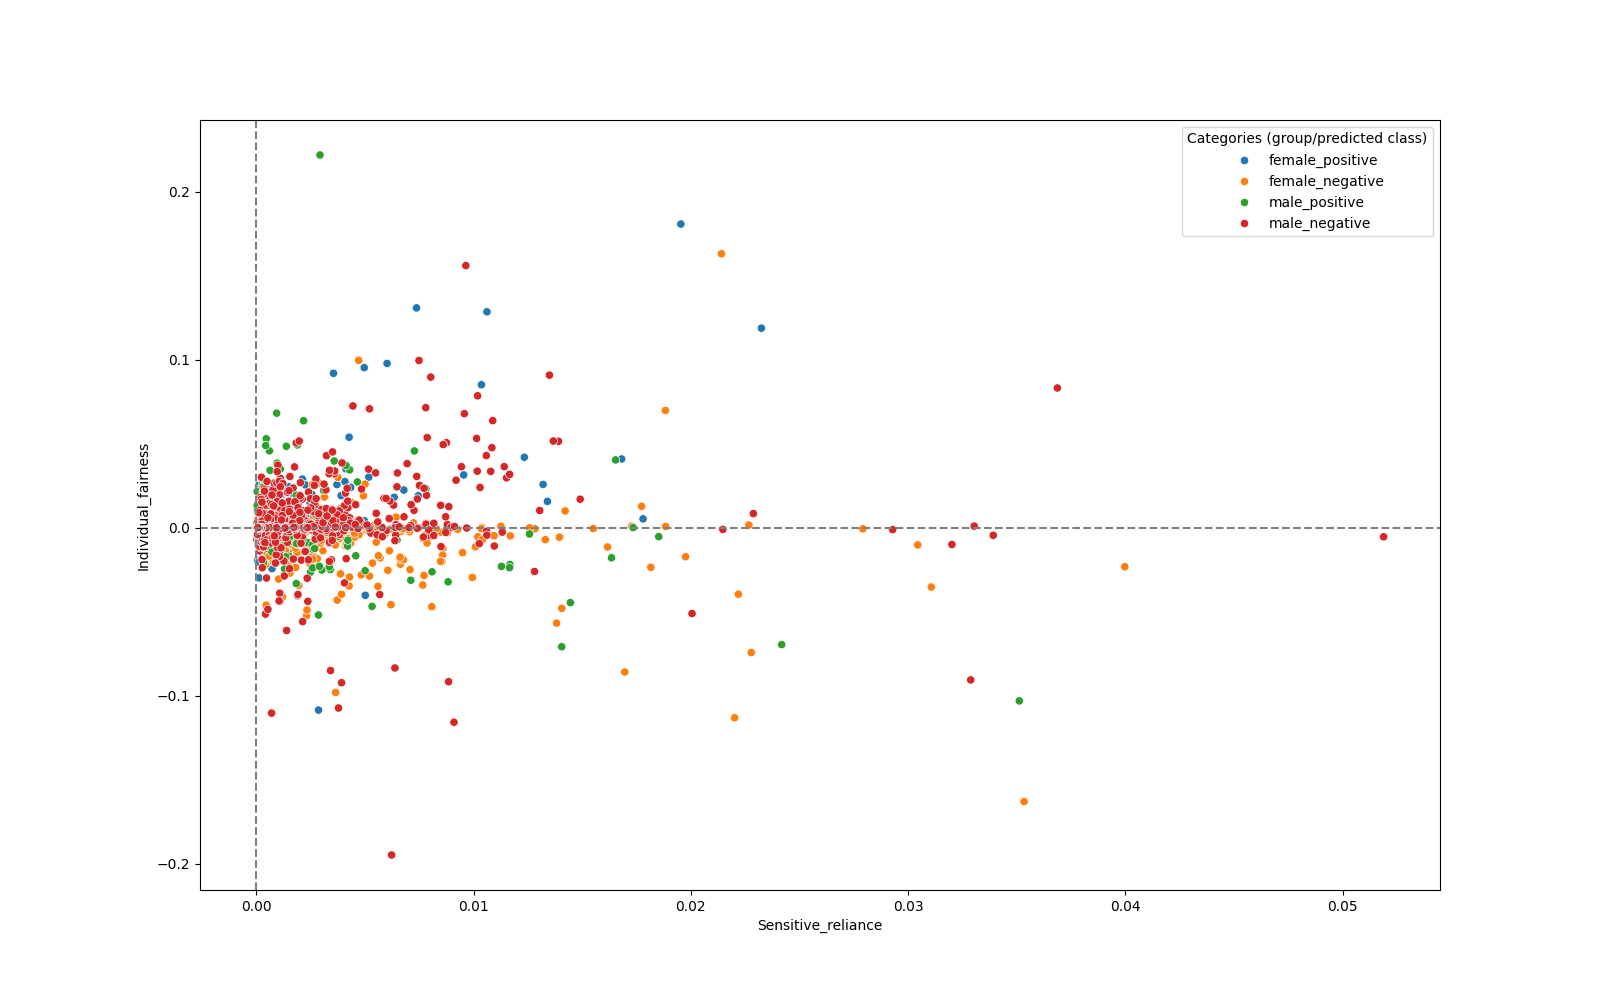 Categories (group/predicted class)
female_positive
female_negative
male_positive
male_negative
0.2
0.1
0.0
−0.1
−0.2
Individual_fairness
0.00 0.01 0.02 0.03 0.04 0.05
Sensitive_reliance